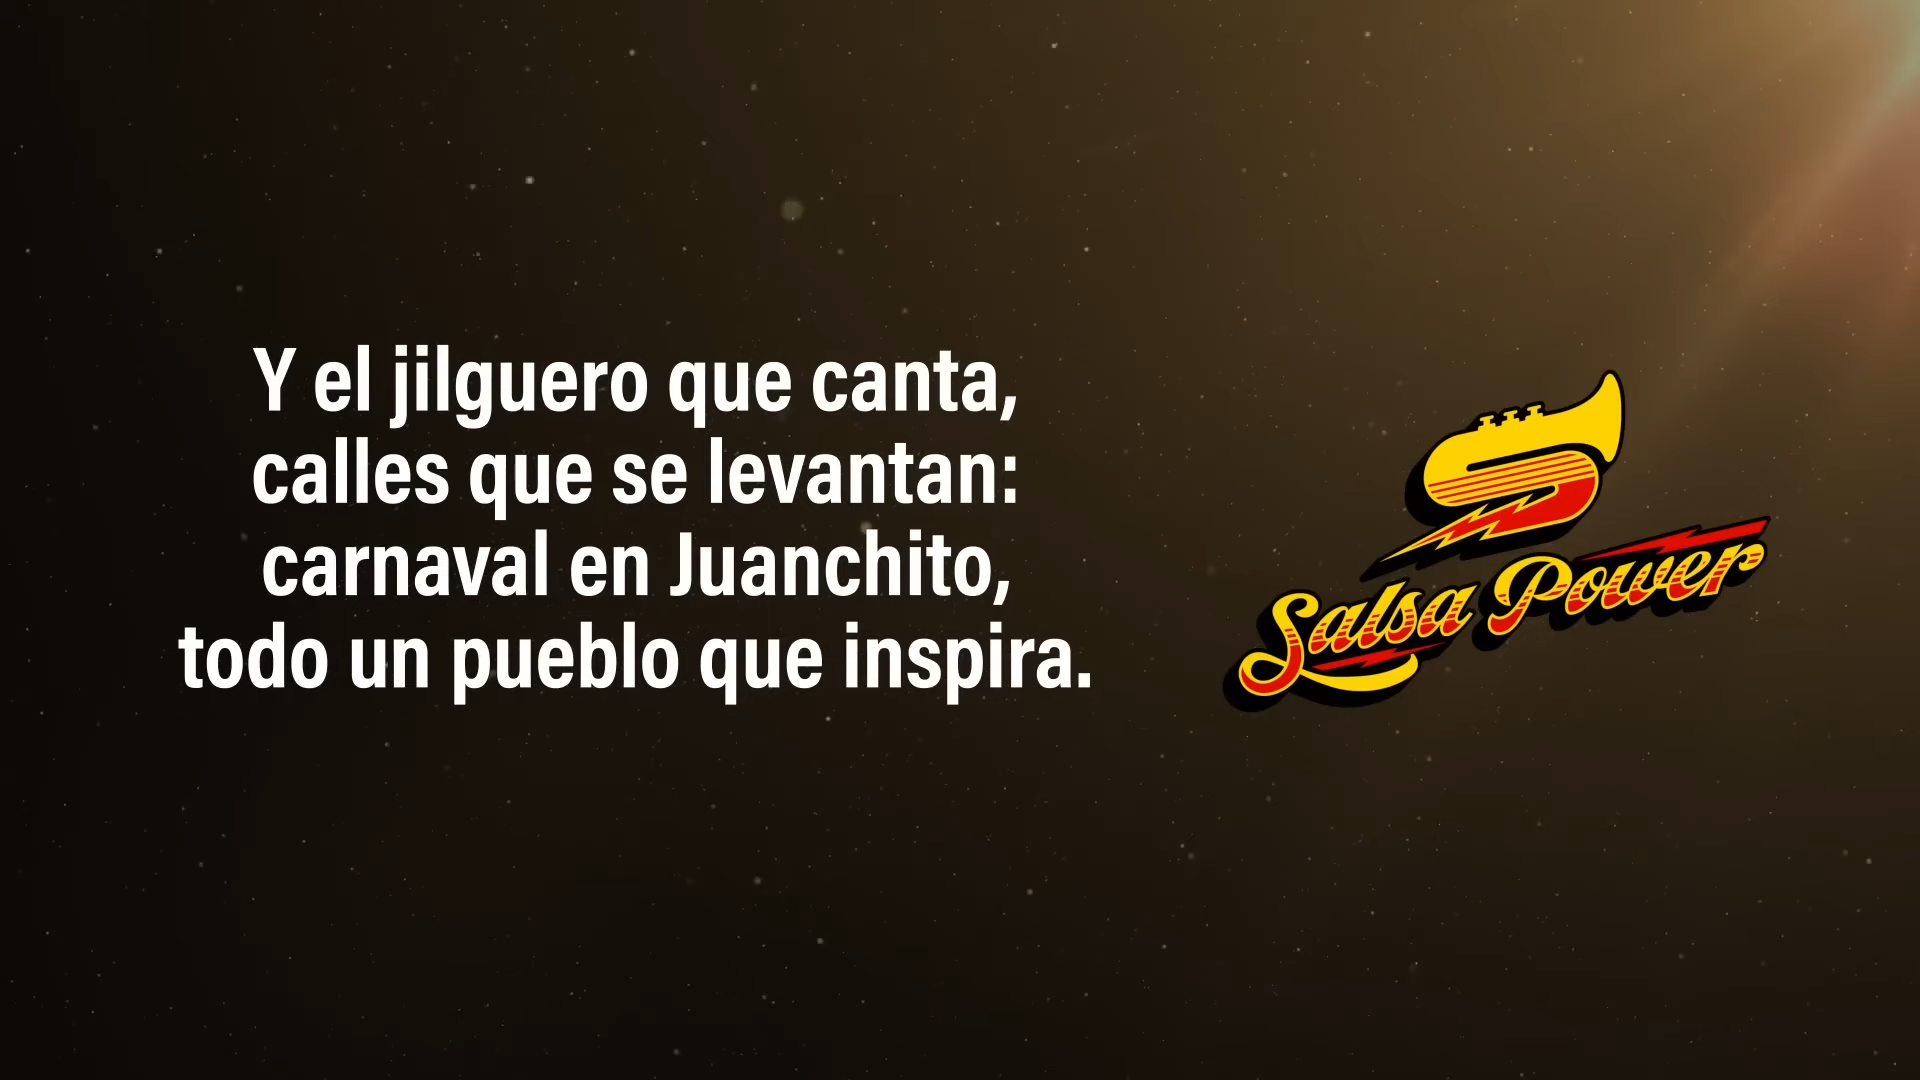 Y el jilguero que canta,
calles que se levantan:
carnaval en Juanchito,
todo un pueblo que inspira.
Salsa Power